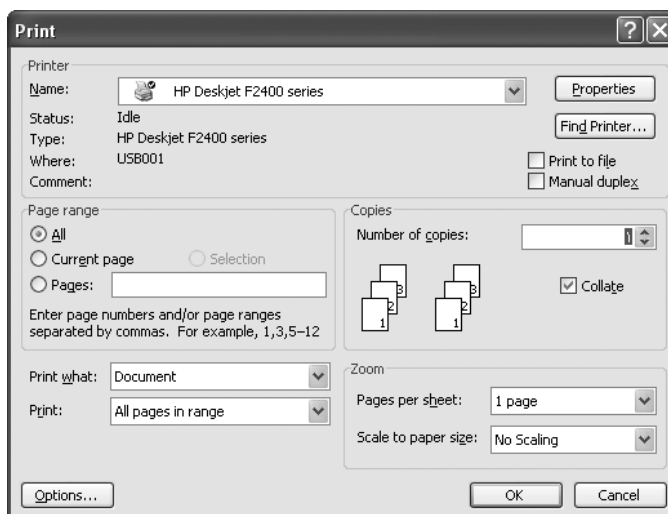 Print
Printer
Name: HP Deskjet F2400 series
Properties
Status: Idle
Find Printer...
Type: HP Deskjet F2400 series
Where: USB001
Print to file
Comment:
Manual duplex
Page range
All
Current page Selection
Pages:
Enter page numbers and/or page ranges
separated by commas. For example, 1,3,5–12
Copies
Number of copies: 1
3 3
2 2
1 1
Collate
Print what: Document
Print: All pages in range
Zoom
Pages per sheet: 1 page
Scale to paper size: No Scaling
Options...
OK Cancel